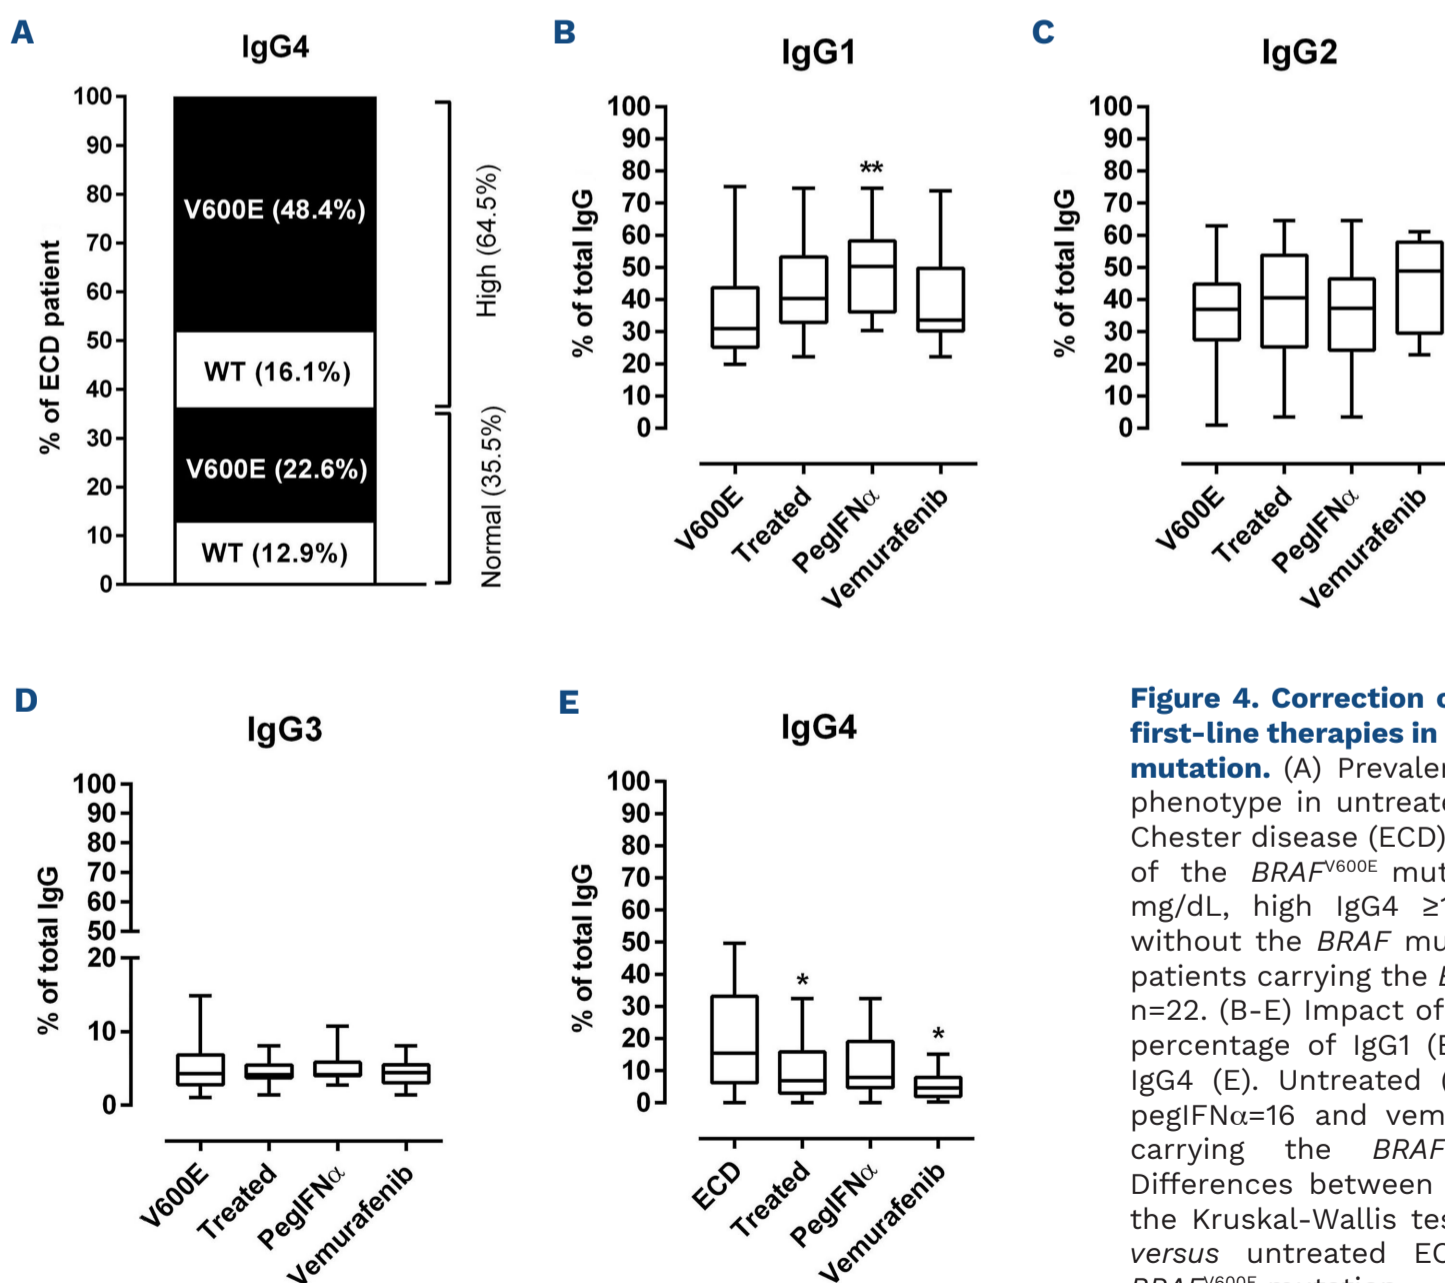 A
IgG4
% of ECD patient
100
90
80
70
60
50
40
30
20
10
0
V600E (48.4%)
WT (16.1%)
V600E (22.6%)
WT (12.9%)
High (64.5%)
Normal (35.5%)
B
IgG1
% of total IgG
100
90
80
70
60
50
40
30
20
10
0
**
V600E
Treated
PegIFNα
Vemurafenib
C
IgG2
% of total IgG
100
90
80
70
60
50
40
30
20
10
0
V600E
Treated
PegIFNα
Vemurafenib
D
IgG3
% of total IgG
100
90
80
70
60
50
20
10
0
V600E
Treated
PegIFNα
Vemurafenib
E
IgG4
% of total IgG
100
90
80
70
60
50
40
30
20
10
0
*
*
ECD
Treated
PegIFNα
Vemurafenib
Figure 4. Correction
first-line therapies in
mutation. (A) Prevalen
phenotype in untreat
Chester disease (ECD)
of the BRAFV600E mut
mg/dL, high IgG4 ≥
without the BRAF mu
patients carrying the
n=22. (B-E) Impact of
percentage of IgG1
IgG4 (E). Untreated
pegIFNα=16 and vem
carrying the BRAF
Differences between
the Kruskal-Wallis tes
versus untreated EC